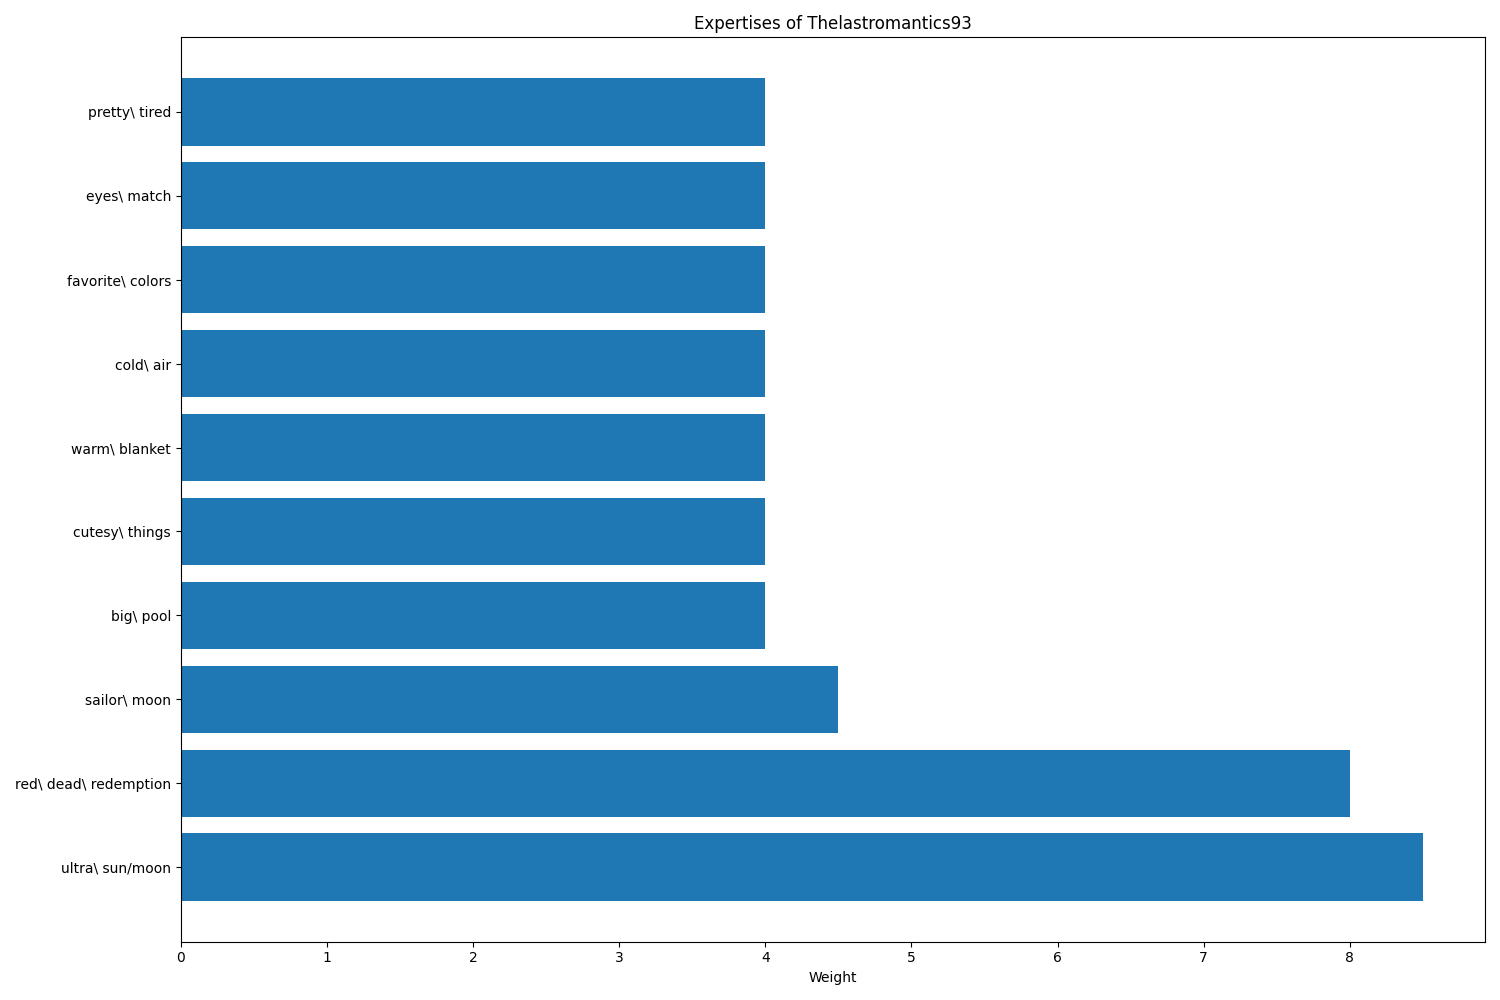 Expertises of Thelastromantics93
pretty\ tired
eyes\ match
favorite\ colors
cold\ air
warm\ blanket
cutesy\ things
big\ pool
sailor\ moon
red\ dead\ redemption
ultra\ sun/moon
0 1 2 3 4 5 6 7 8
Weight